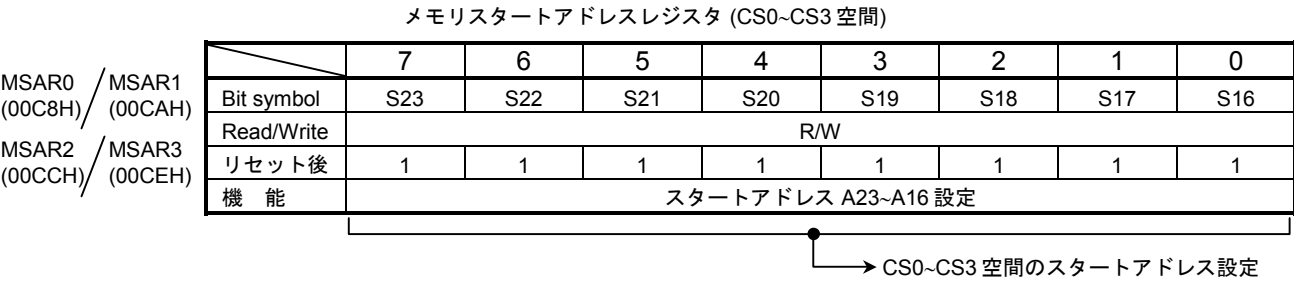 メモリスタートアドレスレジスタ (CS0~CS3 空間)
7 6 5 4 3 2 1 0
MSAR0 (00C8H) / MSAR1 (00CAH)
Bit symbol S23 S22 S21 S20 S19 S18 S17 S16
Read/Write R/W
MSAR2 (00CCH) / MSAR3 (00CEH)
リセット後 1 1 1 1 1 1 1 1
機 能 スタートアドレス A23~A16 設定
CS0~CS3 空間のスタートアドレス設定